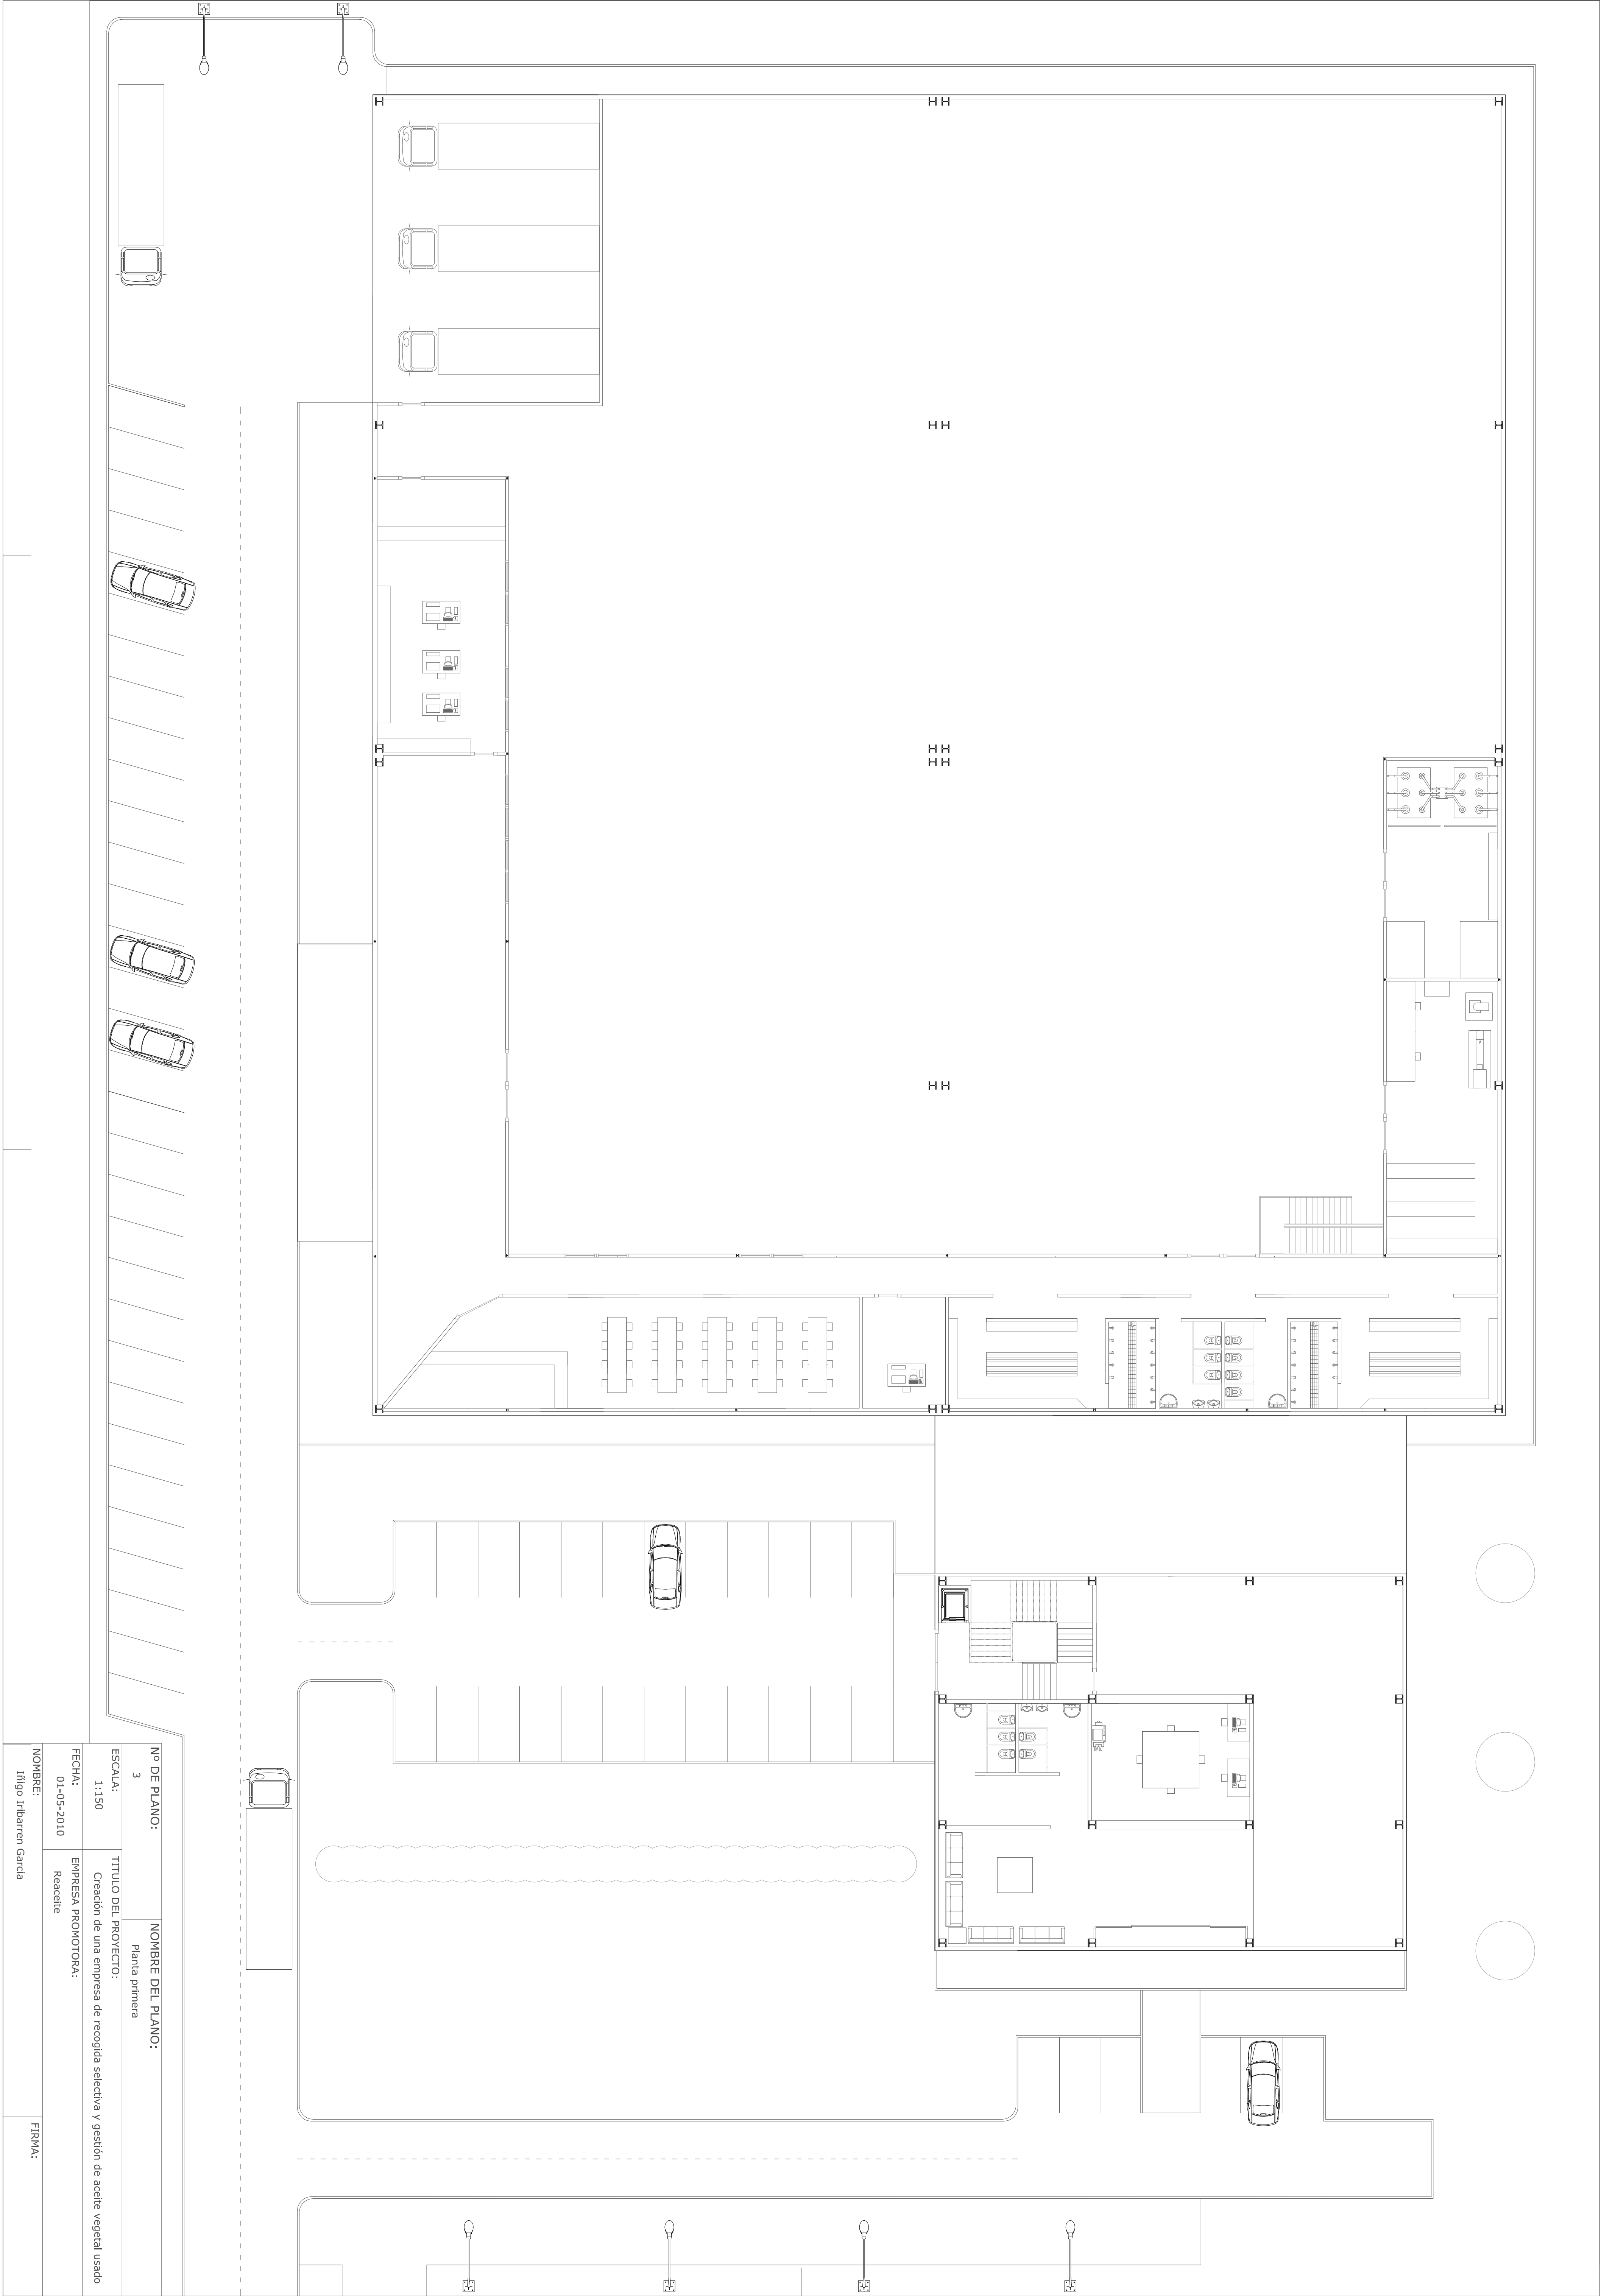 Nº DE PLANO:
3
NOMBRE DEL PLANO:
Planta primera
ESCALA:
1:150
TITULO DEL PROYECTO:
Creación de una empresa de recogida selectiva y gestión de aceite vegetal usado
FECHA:
01-05-2010
EMPRESA PROMOTORA:
Reaceite
NOMBRE:
Iñigo Iribarren Garcia
FIRMA: